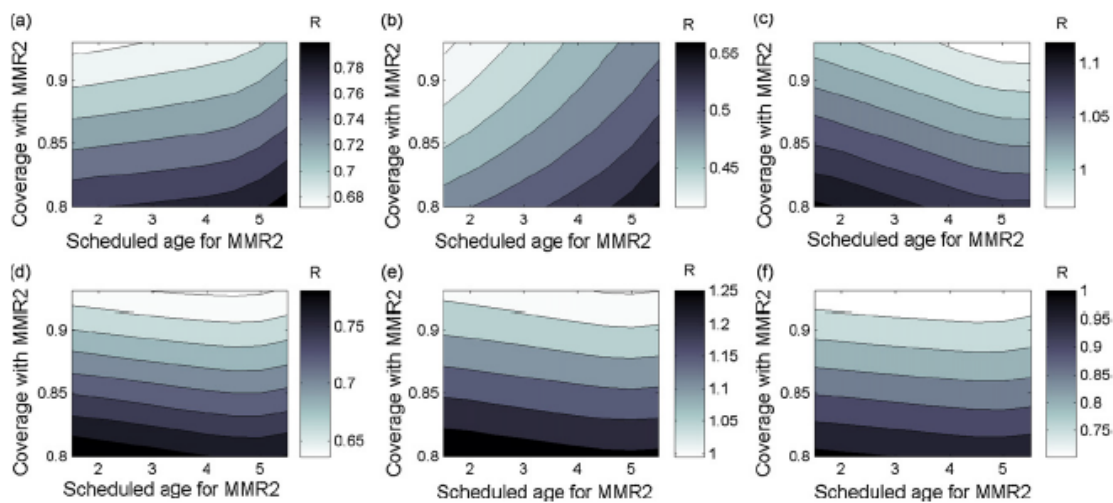 (a) R
Coverage with MMR2
0.9
0.85
0.8
2 3 4 5
Scheduled age for MMR2
0.78
0.76
0.74
0.72
0.7
0.68
(b) R
Coverage with MMR2
0.9
0.85
0.8
2 3 4 5
Scheduled age for MMR2
0.55
0.5
0.45
(c) R
Coverage with MMR2
0.9
0.85
0.8
2 3 4 5
Scheduled age for MMR2
1.1
1.05
1
(d) R
Coverage with MMR2
0.9
0.85
0.8
2 3 4 5
Scheduled age for MMR2
0.75
0.7
0.65
(e) R
Coverage with MMR2
0.9
0.85
0.8
2 3 4 5
Scheduled age for MMR2
1.25
1.2
1.15
1.1
1.05
1
(f) R
Coverage with MMR2
0.9
0.85
0.8
2 3 4 5
Scheduled age for MMR2
1
0.95
0.9
0.85
0.8
0.75